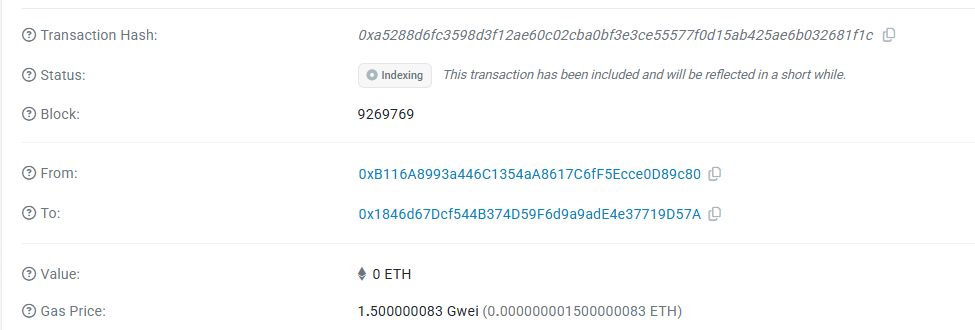 Transaction Hash: 0xa5288d6fc3598d3f12ae60c02cba0bf3e3ce55577f0d15ab425ae6b032681f1c
Status: Indexing This transaction has been included and will be reflected in a short while.
Block: 9269769
From: 0xB116A8993a446C1354aA8617C6fF5Ecce0D89c80
To: 0x1846d67Dcf544B374D59F6d9a9adE4e37719D57A
Value: 0 ETH
Gas Price: 1.500000083 Gwei (0.000000001500000083 ETH)